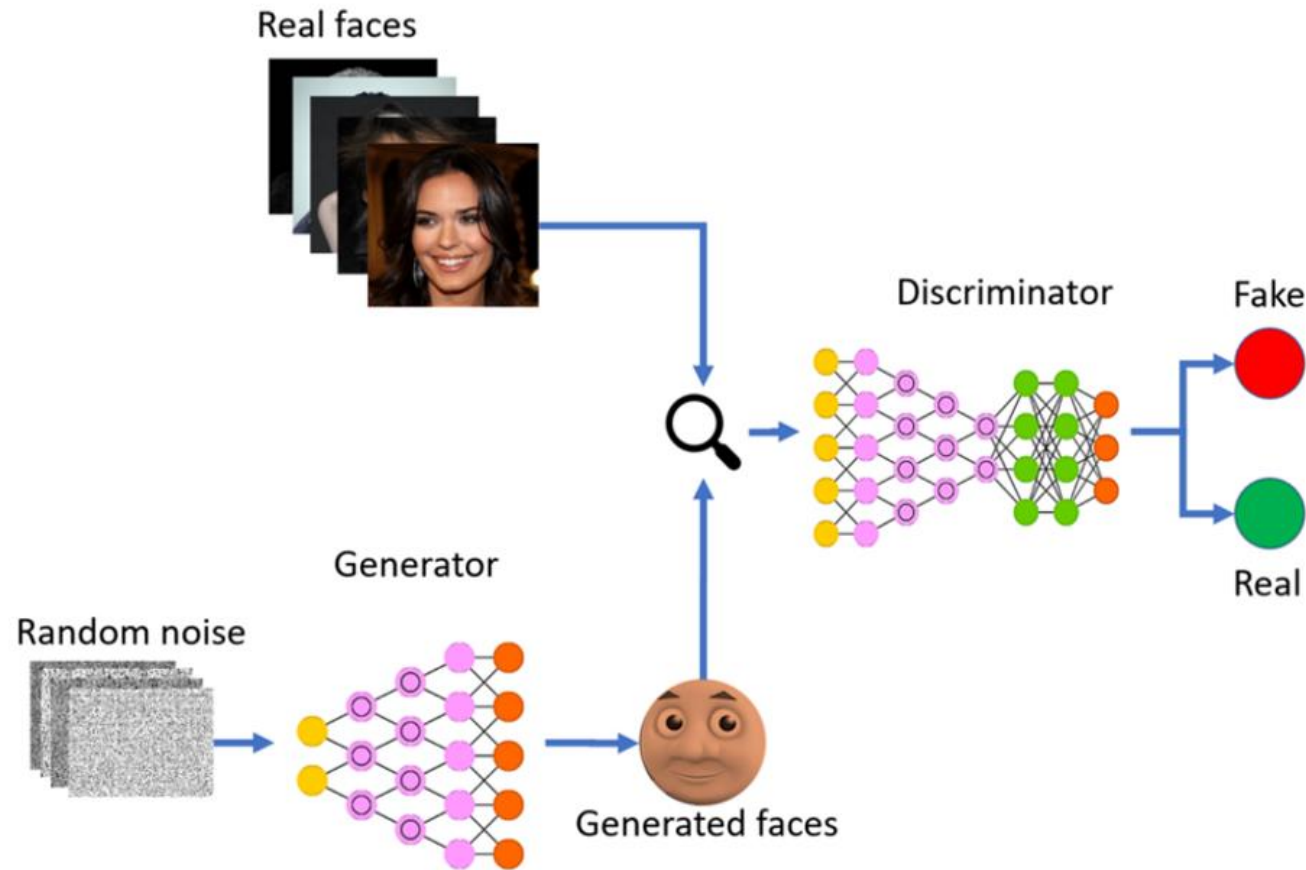 Real faces
Discriminator
Fake
Real
Generator
Random noise
Generated faces